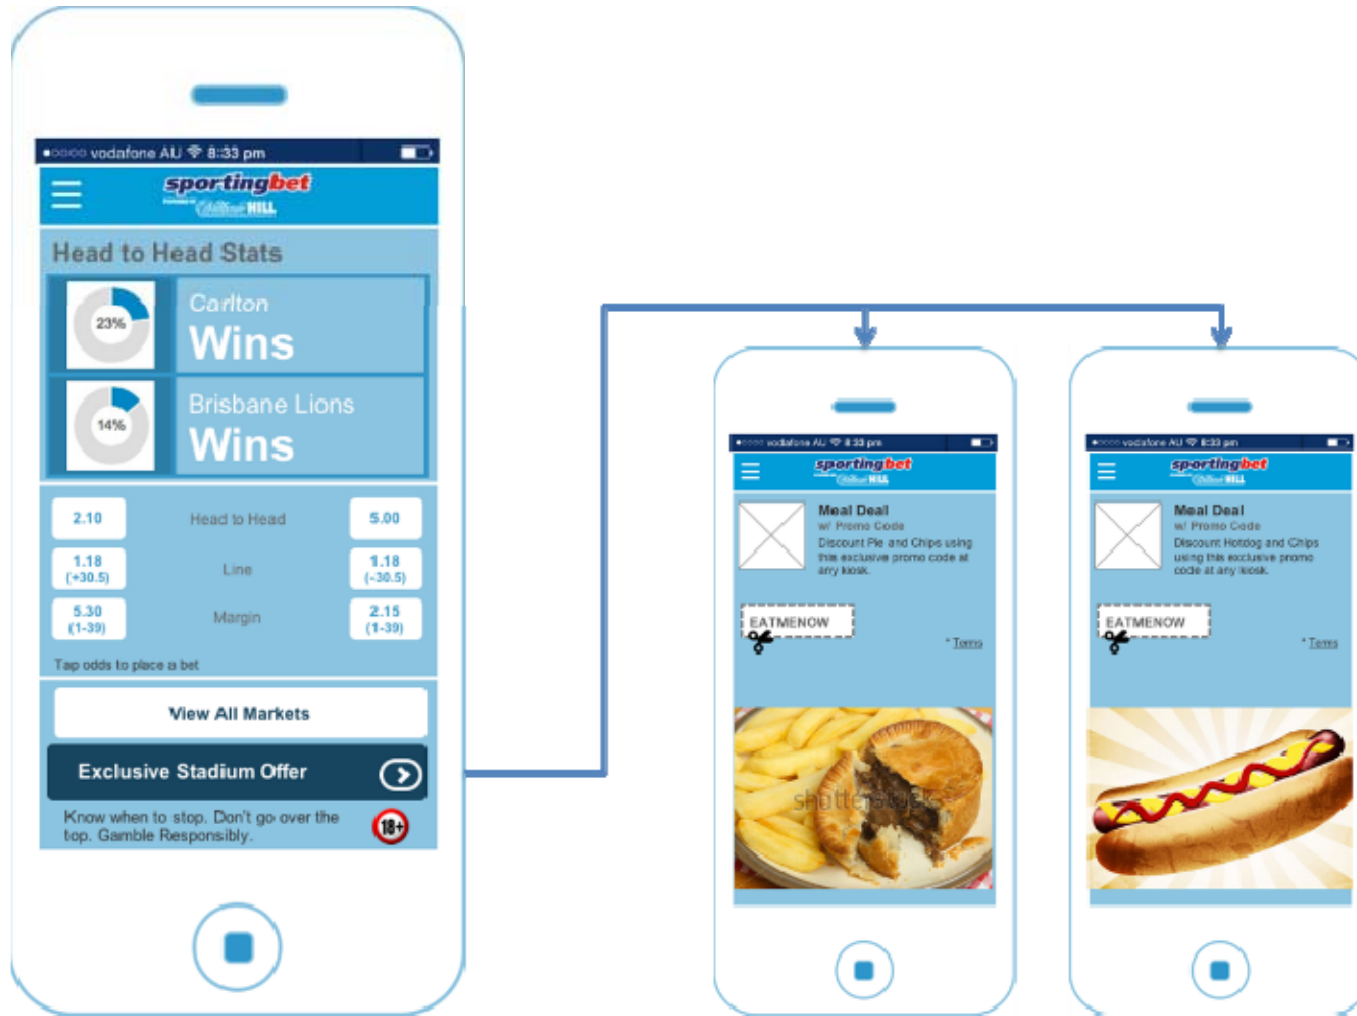 vodafone AU 8:33 pm
sportingbet
William HILL
Head to Head Stats
23%
Carlton
Wins
14%
Brisbane Lions
Wins
2.10 Head to Head 5.00
1.18 Line 1.18
(+30.5) (-30.5)
5.30 Margin 2.15
(1-39) (1-39)
Tap odds to place a bet
View All Markets
Exclusive Stadium Offer
Know when to stop. Don't go over the
top. Gamble Responsibly.
18+
vodafone AU 8:33 pm
sportingbet
William HILL
Meal Deal
w/ Promo Code
Discount Pie and Chips using
this exclusive promo code at
any kiosk.
EATMENOW
* Terms
shutterstock
vodafone AU 8:33 pm
sportingbet
William HILL
Meal Deal
w/ Promo Code
Discount Hotdog and Chips
using this exclusive promo
code at any kiosk.
EATMENOW
* Terms